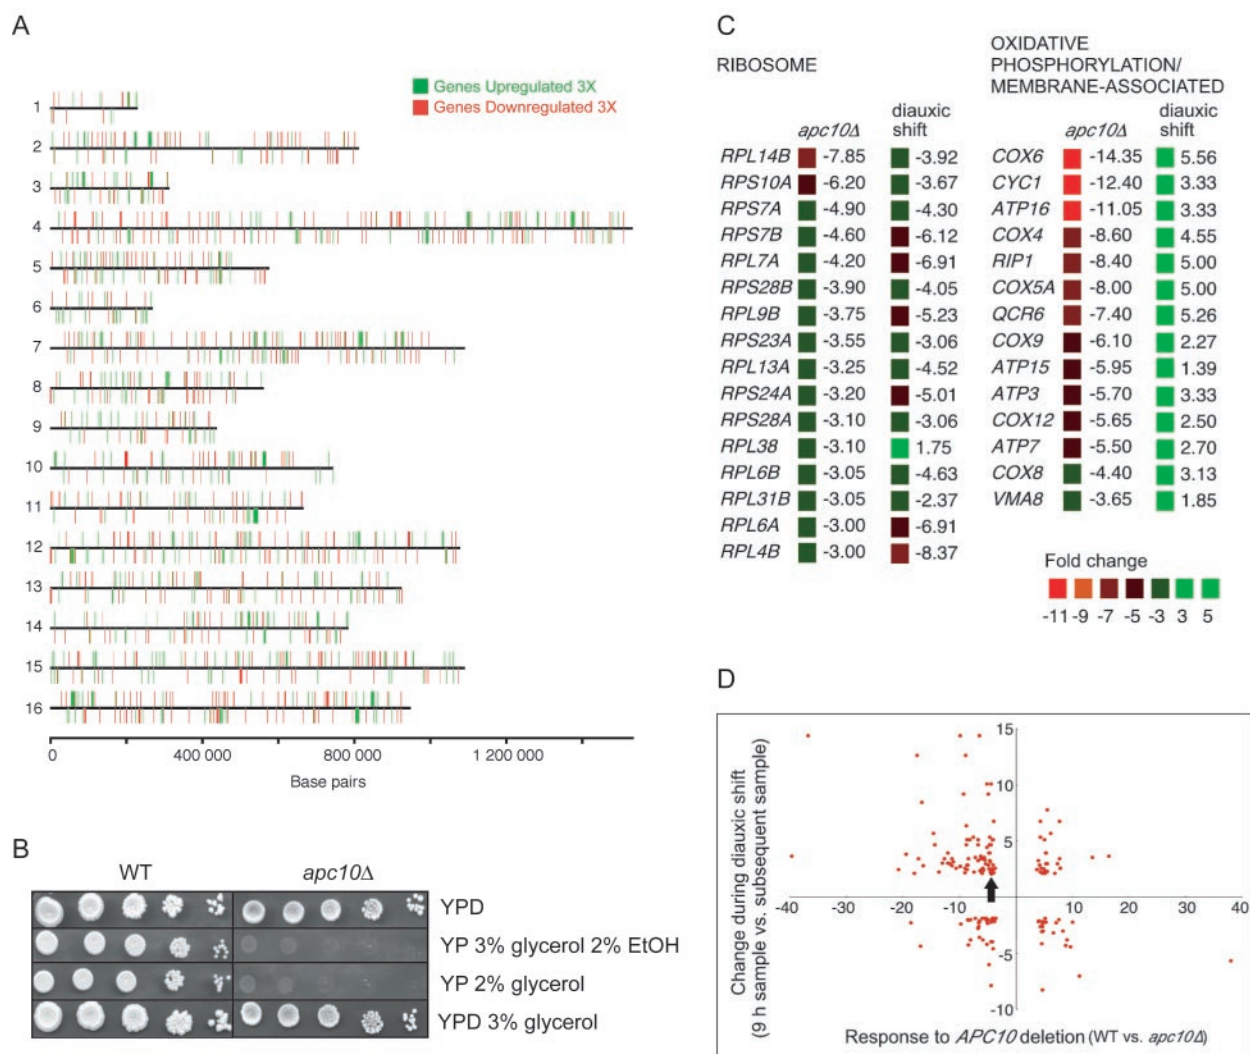 A
Genes Upregulated 3X
Genes Downregulated 3X
1
2
3
4
5
6
7
8
9
10
11
12
13
14
15
16
0 400 000 800 000 1 200 000
Base pairs
B
WT apc10Δ
YPD
YP 3% glycerol 2% EtOH
YP 2% glycerol
YPD 3% glycerol
C
RIBOSOME
apc10Δ diauxic
shift
RPL14B -7.85 -3.92
RPS10A -6.20 -3.67
RPS7A -4.90 -4.30
RPS7B -4.60 -6.12
RPL7A -4.20 -6.91
RPS28B -3.90 -4.05
RPL9B -3.75 -5.23
RPS23A -3.55 -3.06
RPL13A -3.25 -4.52
RPS24A -3.20 -5.01
RPS28A -3.10 -3.06
RPL38 -3.10 1.75
RPL6B -3.05 -4.63
RPL31B -3.05 -2.37
RPL6A -3.00 -6.91
RPL4B -3.00 -8.37
OXIDATIVE
PHOSPHORYLATION/
MEMBRANE-ASSOCIATED
apc10Δ diauxic
shift
COX6 -14.35 5.56
CYC1 -12.40 3.33
ATP16 -11.05 3.33
COX4 -8.60 4.55
RIP1 -8.40 5.00
COX5A -8.00 5.00
QCR6 -7.40 5.26
COX9 -6.10 2.27
ATP15 -5.95 1.39
ATP3 -5.70 3.33
COX12 -5.65 2.50
ATP7 -5.50 2.70
COX8 -4.40 3.13
VMA8 -3.65 1.85
Fold change
-11 -9 -7 -5 -3 3 5
D
Change during diauxic shift
(9 h sample vs. subsequent sample)
15
10
5
-40 -30 -20 -10 0 10 20 30 40
-5
-10
Response to APC10 deletion (WT vs. apc10Δ)